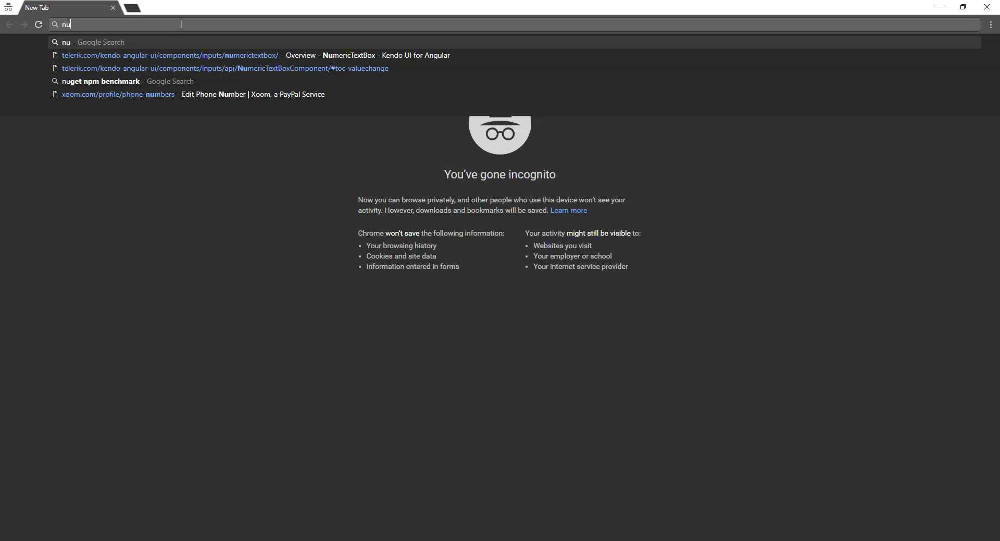 New Tab
nu
nu - Google Search
telerik.com/kendo-angular-ui/components/inputs/numerictextbox/ - Overview - NumericTextBox - Kendo UI for Angular
telerik.com/kendo-angular-ui/components/inputs/api/NumericTextBoxComponent/#toc-valuechange
nuget npm benchmark - Google Search
xoom.com/profile/phone-numbers - Edit Phone Number | Xoom, a PayPal Service
You've gone incognito
Now you can browse privately, and other people who use this device won't see your
activity. However, downloads and bookmarks will be saved. Learn more
Chrome won't save the following information:
• Your browsing history
• Cookies and site data
• Information entered in forms
Your activity might still be visible to:
• Websites you visit
• Your employer or school
• Your internet service provider